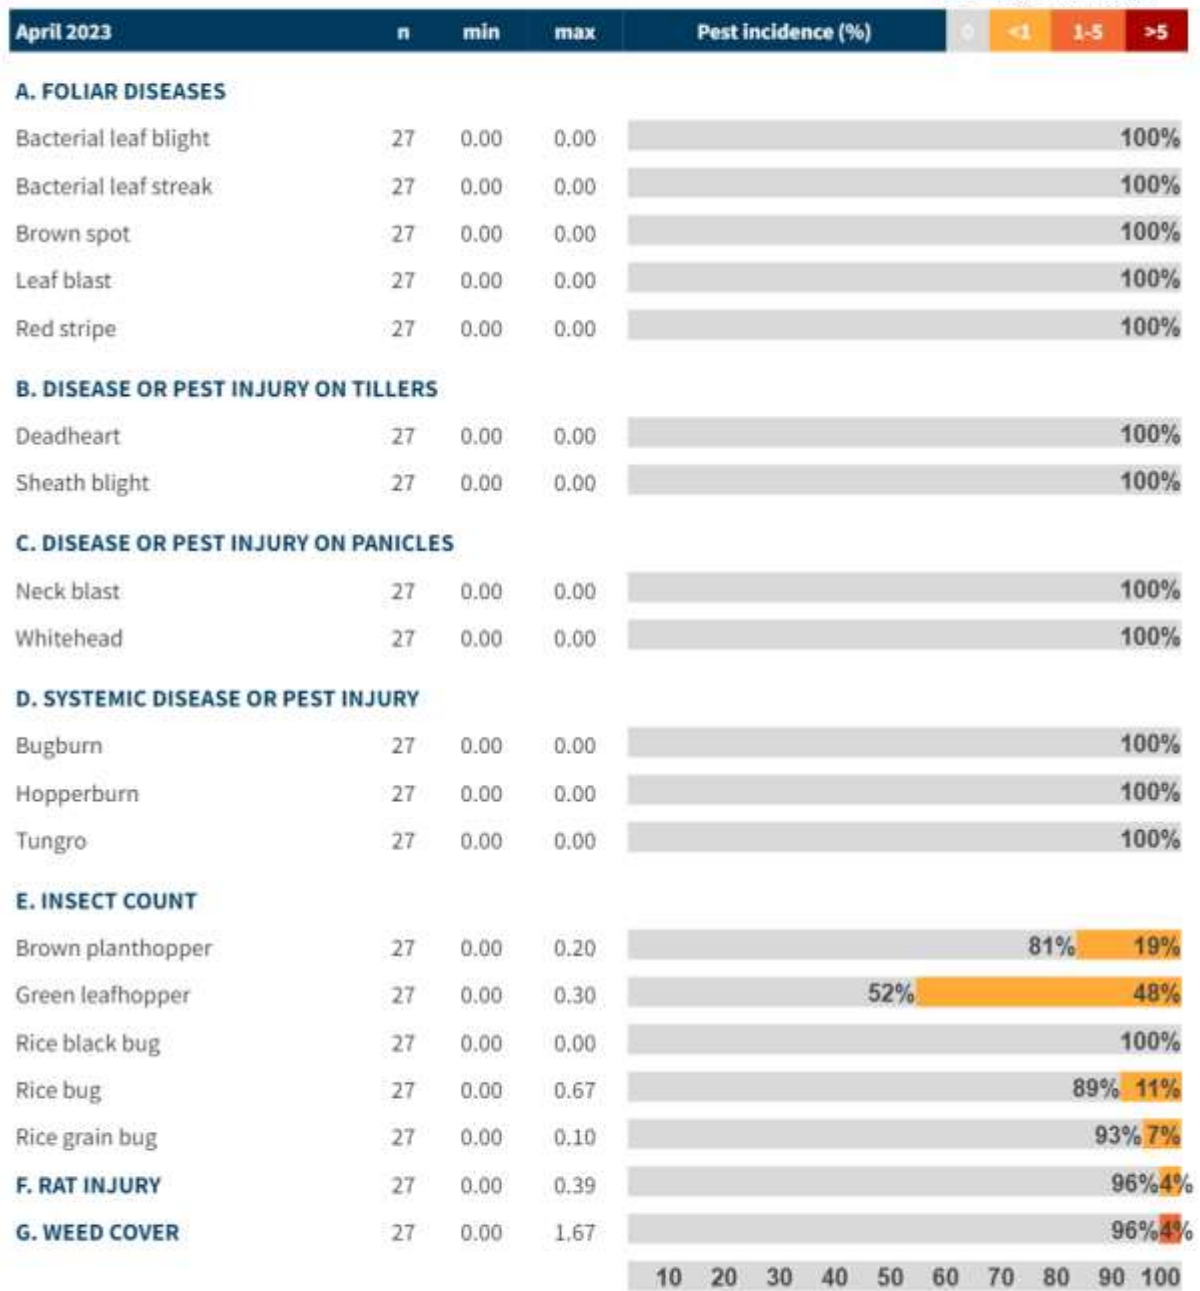 April 2023 n min max Pest incidence (%) 0 <1 1-5 >5
A. FOLIAR DISEASES
Bacterial leaf blight 27 0.00 0.00 100%
Bacterial leaf streak 27 0.00 0.00 100%
Brown spot 27 0.00 0.00 100%
Leaf blast 27 0.00 0.00 100%
Red stripe 27 0.00 0.00 100%
B. DISEASE OR PEST INJURY ON TILLERS
Deadheart 27 0.00 0.00 100%
Sheath blight 27 0.00 0.00 100%
C. DISEASE OR PEST INJURY ON PANICLES
Neck blast 27 0.00 0.00 100%
Whitehead 27 0.00 0.00 100%
D. SYSTEMIC DISEASE OR PEST INJURY
Bugburn 27 0.00 0.00 100%
Hopperburn 27 0.00 0.00 100%
Tungro 27 0.00 0.00 100%
E. INSECT COUNT
Brown planthopper 27 0.00 0.20 81% 19%
Green leafhopper 27 0.00 0.30 52% 48%
Rice black bug 27 0.00 0.00 100%
Rice bug 27 0.00 0.67 89% 11%
Rice grain bug 27 0.00 0.10 93% 7%
F. RAT INJURY 27 0.00 0.39 96% 4%
G. WEED COVER 27 0.00 1.67 96% 4%
10 20 30 40 50 60 70 80 90 100